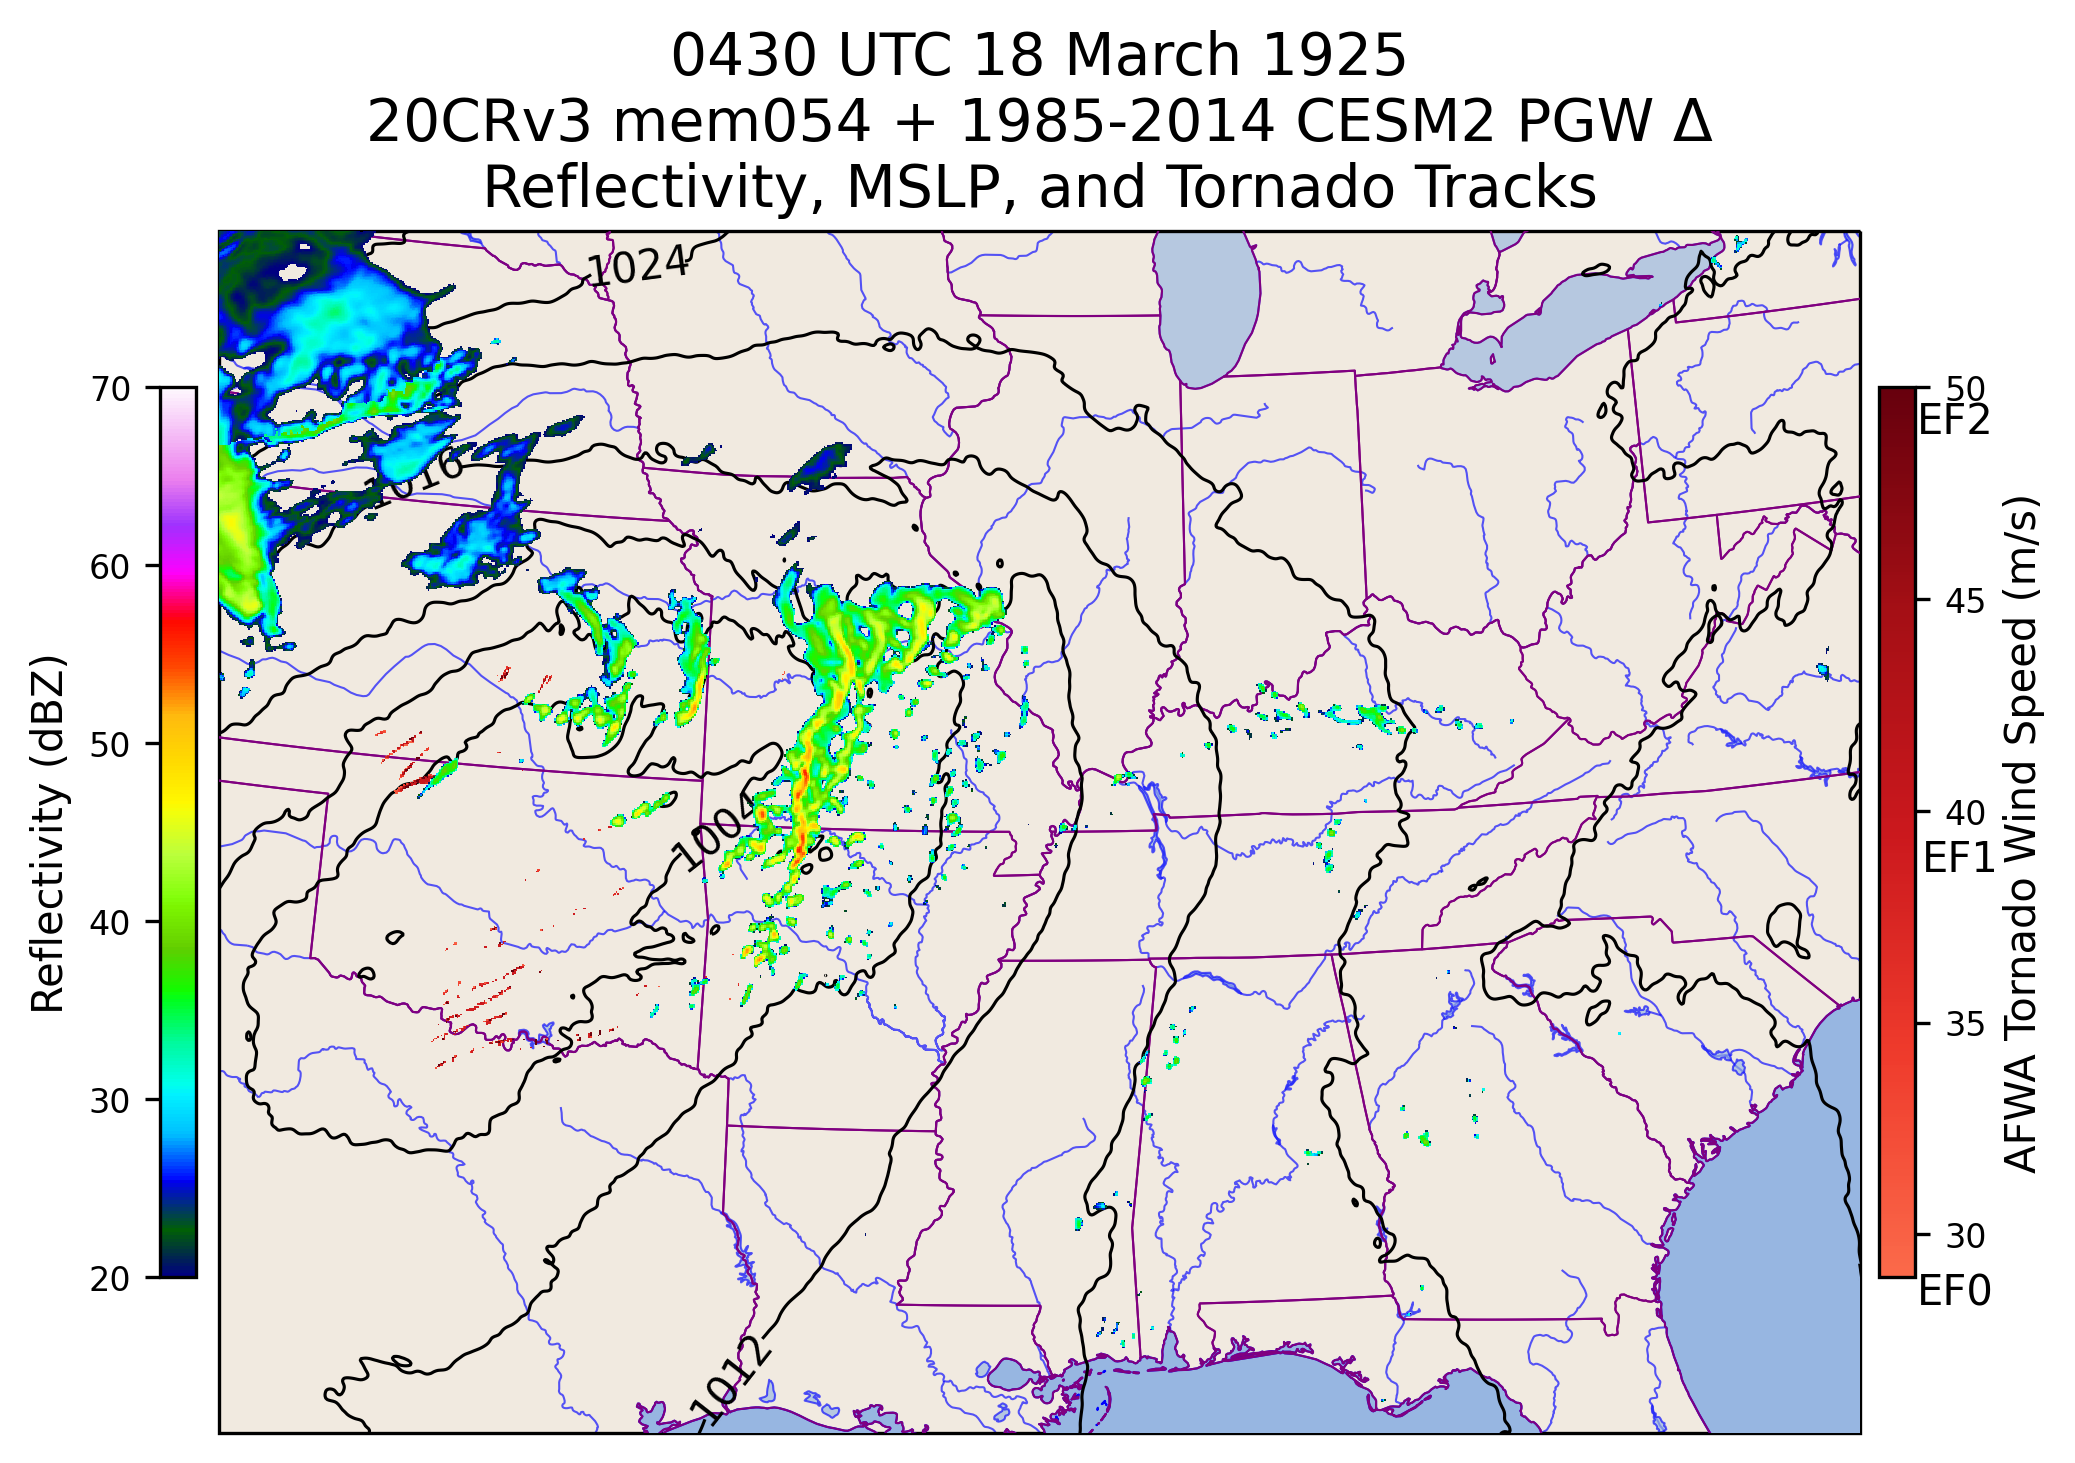 0430 UTC 18 March 1925
20CRv3 mem054 + 1985-2014 CESM2 PGW Δ
Reflectivity, MSLP, and Tornado Tracks
1024
1016
1004
1012
70
60
50
40
30
20
Reflectivity (dBZ)
50
EF2
45
40
EF1
35
30
EF0
AFWA Tornado Wind Speed (m/s)